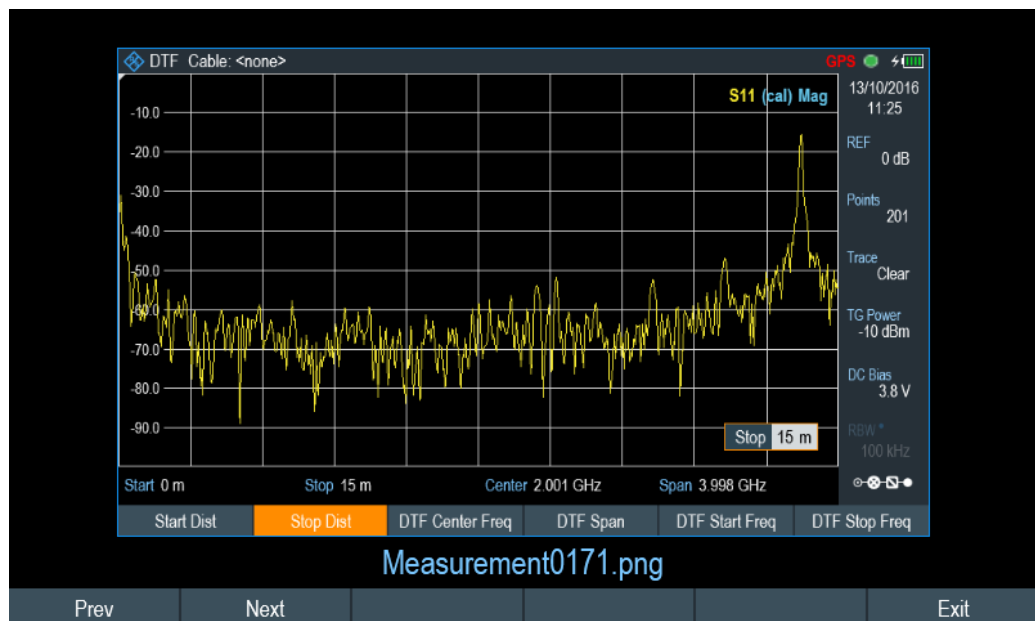 DTF Cable: <none>
GPS
S11 (cal) Mag
13/10/2016
11:25
-10.0
-20.0
-30.0
-40.0
-50.0
-60.0
-70.0
-80.0
-90.0
REF
0 dB
Points
201
Trace
Clear
TG Power
-10 dBm
DC Bias
3.8 V
RBW *
100 kHz
Stop 15 m
Start 0 m Stop 15 m Center 2.001 GHz Span 3.998 GHz
Start Dist Stop Dist DTF Center Freq DTF Span DTF Start Freq DTF Stop Freq
Measurement0171.png
Prev Next Exit